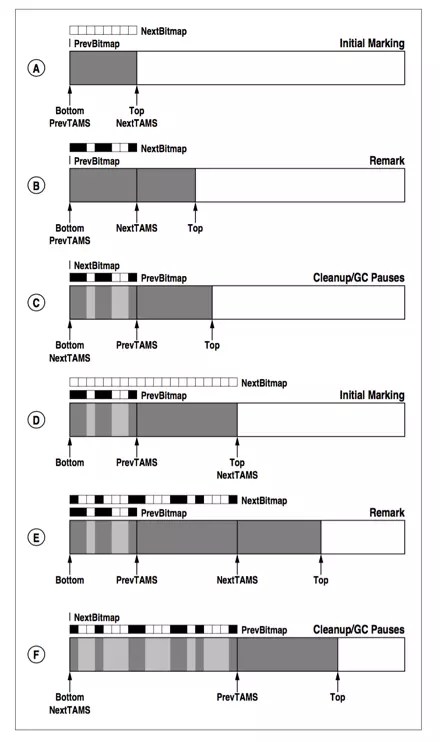 NextBitmap
PrevBitmap Initial Marking
A
Bottom Top
PrevTAMS NextTAMS
NextBitmap
PrevBitmap Remark
B
Bottom NextTAMS Top
PrevTAMS
NextBitmap
PrevBitmap Cleanup/GC Pauses
C
Bottom PrevTAMS Top
NextTAMS
NextBitmap
PrevBitmap Initial Marking
D
Bottom PrevTAMS Top
NextTAMS
NextBitmap
PrevBitmap Remark
E
Bottom PrevTAMS NextTAMS Top
NextBitmap
PrevBitmap Cleanup/GC Pauses
F
Bottom PrevTAMS Top
NextTAMS